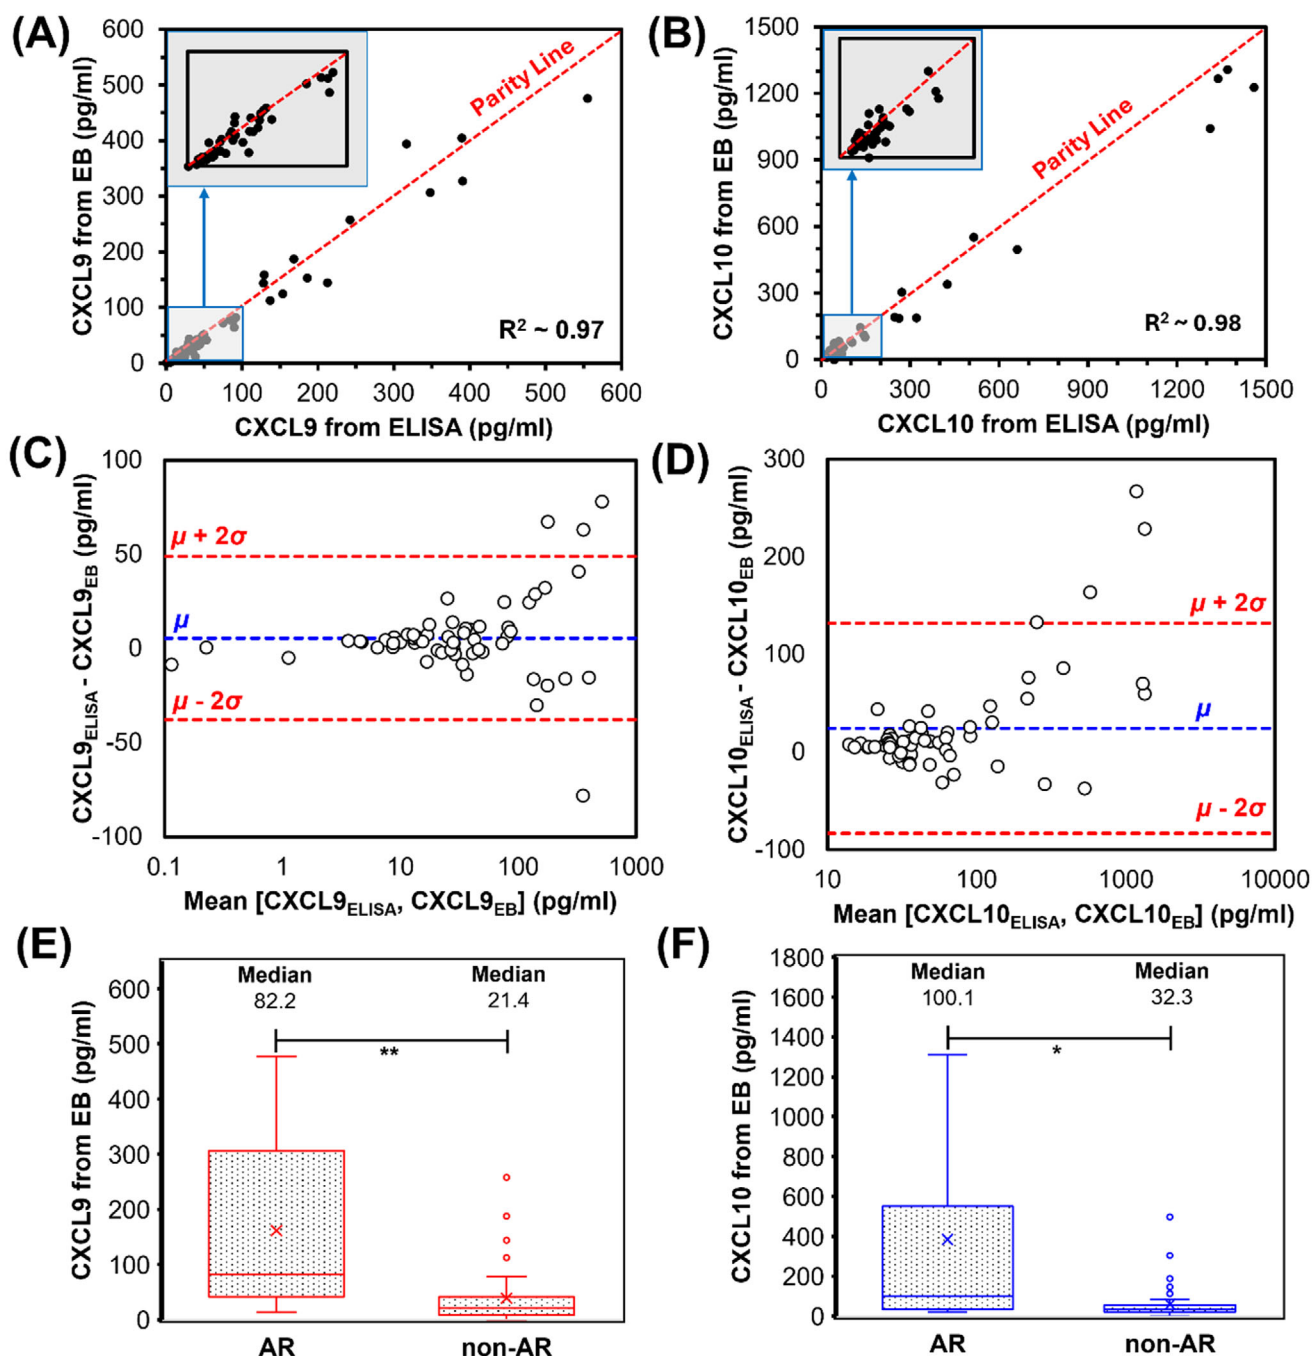 (A)
CXCL9 from EB (pg/ml)
600
500
400
300
200
100
0
Parity Line
R² ~ 0.97
0 100 200 300 400 500 600
CXCL9 from ELISA (pg/ml)
(B)
CXCL10 from EB (pg/ml)
1500
1200
900
600
300
0
Parity Line
R² ~ 0.98
0 300 600 900 1200 1500
CXCL10 from ELISA (pg/ml)
(C)
CXCL9ELISA - CXCL9EB (pg/ml)
100
50
0
-50
-100
μ + 2σ
μ
μ - 2σ
0.1 1 10 100 1000
Mean [CXCL9ELISA, CXCL9EB] (pg/ml)
(D)
CXCL10ELISA - CXCL10EB (pg/ml)
300
200
100
0
-100
μ + 2σ
μ
μ - 2σ
10 100 1000 10000
Mean [CXCL10ELISA, CXCL10EB] (pg/ml)
(E)
CXCL9 from EB (pg/ml)
600
500
400
300
200
100
0
Median Median
82.2 21.4
**
AR non-AR
(F)
CXCL10 from EB (pg/ml)
1800
1600
1400
1200
1000
800
600
400
200
0
Median Median
100.1 32.3
*
AR non-AR